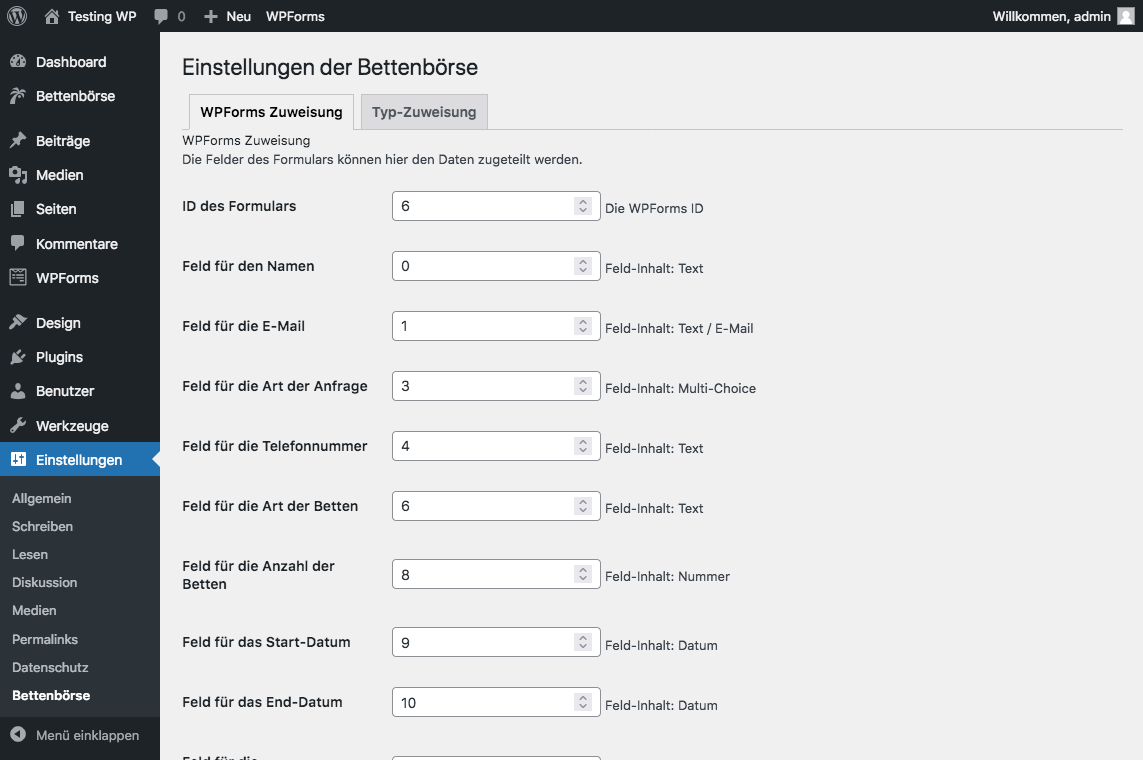 Testing WP 0 Neu WPForms Willkommen, admin
Dashboard
Bettenbörse
Beiträge
Medien
Seiten
Kommentare
WPForms
Design
Plugins
Benutzer
Werkzeuge
Einstellungen
Allgemein
Schreiben
Lesen
Diskussion
Medien
Permalinks
Datenschutz
Bettenbörse
Menü einklappen
Einstellungen der Bettenbörse
WPForms Zuweisung Typ-Zuweisung
WPForms Zuweisung
Die Felder des Formulars können hier den Daten zugeteilt werden.
ID des Formulars 6 Die WPForms ID
Feld für den Namen 0 Feld-Inhalt: Text
Feld für die E-Mail 1 Feld-Inhalt: Text / E-Mail
Feld für die Art der Anfrage 3 Feld-Inhalt: Multi-Choice
Feld für die Telefonnummer 4 Feld-Inhalt: Text
Feld für die Art der Betten 6 Feld-Inhalt: Text
Feld für die Anzahl der
Betten 8 Feld-Inhalt: Nummer
Feld für das Start-Datum 9 Feld-Inhalt: Datum
Feld für das End-Datum 10 Feld-Inhalt: Datum
Feld für die